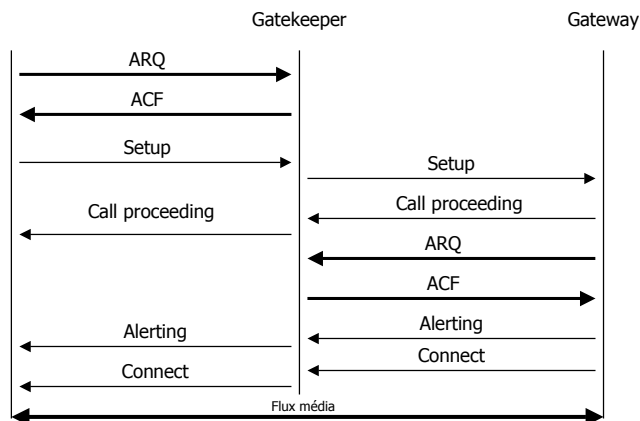 Gatekeeper Gateway
ARQ
ACF
Setup
Setup
Call proceeding
Call proceeding
ARQ
ACF
Alerting
Alerting
Connect
Connect
Flux média